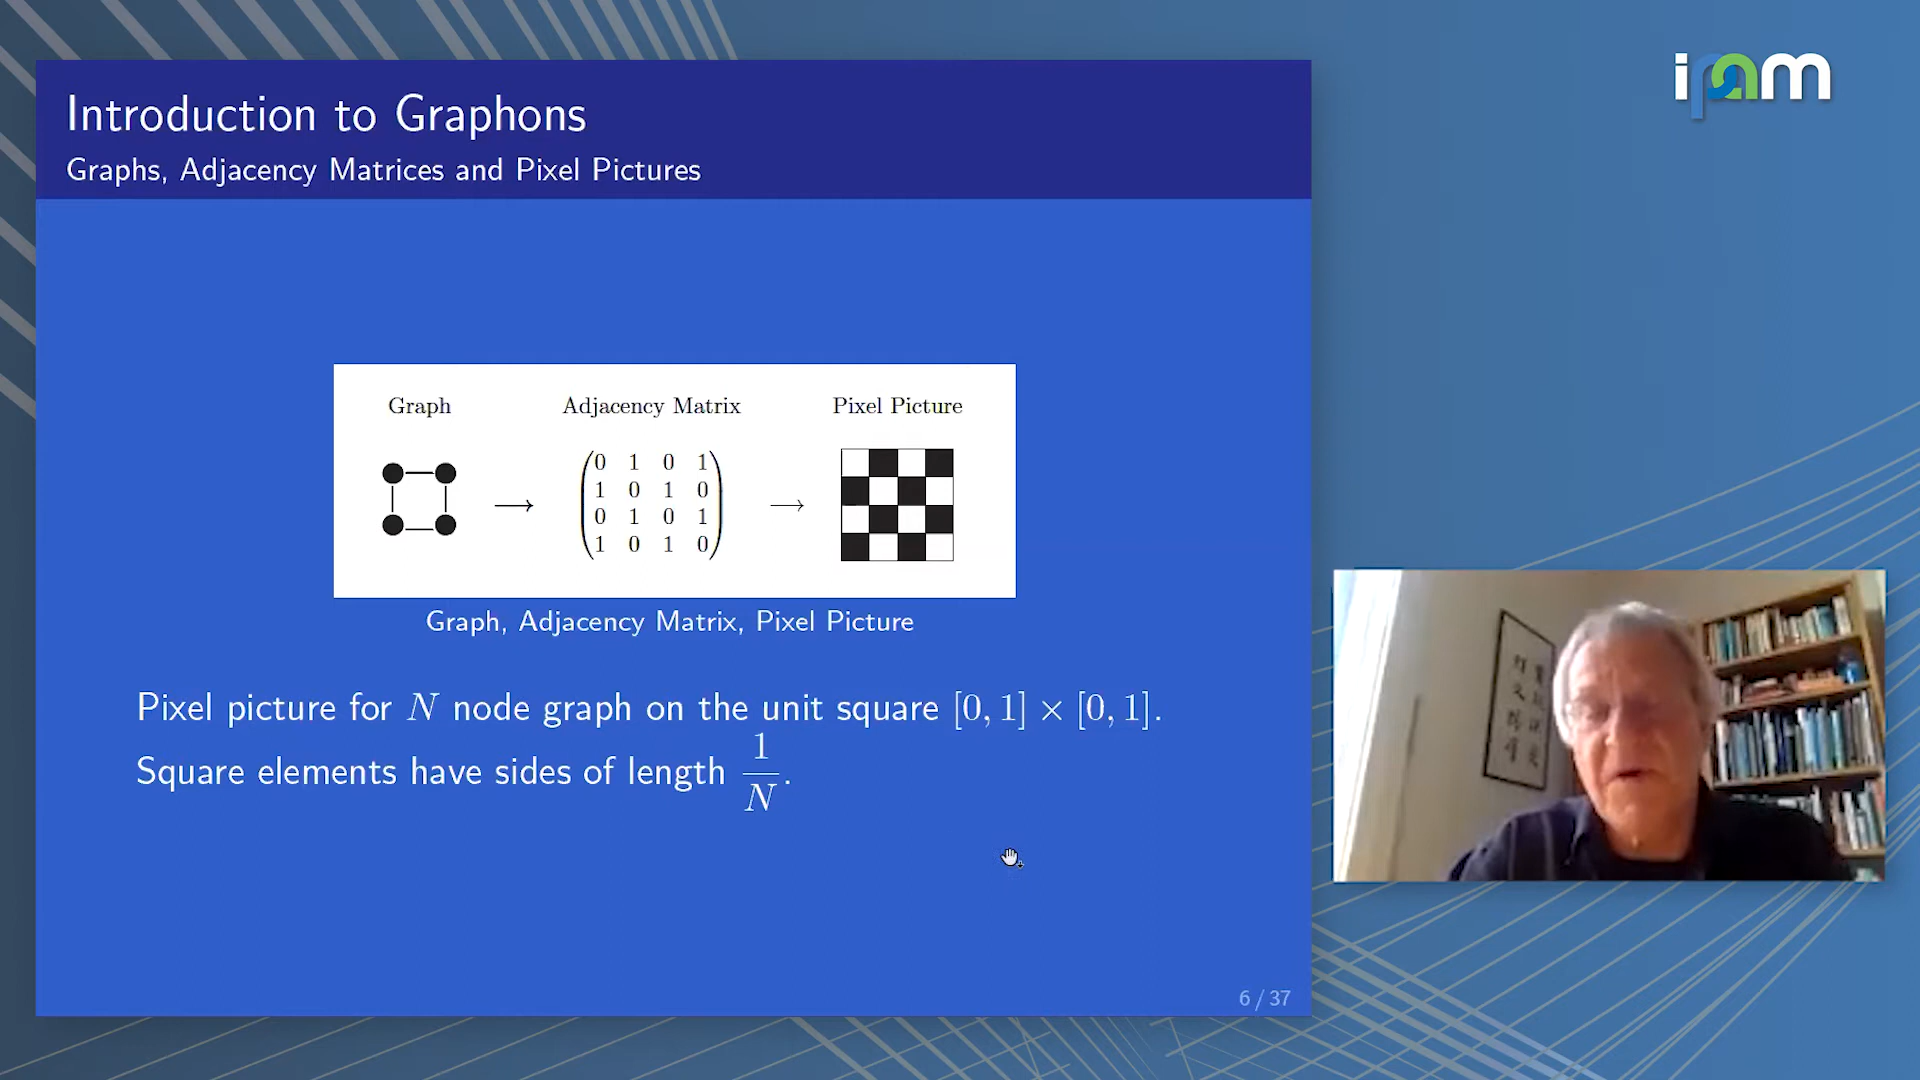 Introduction to Graphons
Graphs, Adjacency Matrices and Pixel Pictures
ipam
Graph
Adjacency Matrix
Pixel Picture
0 1 0 1
1 0 1 0
0 1 0 1
1 0 1 0
Graph, Adjacency Matrix, Pixel Picture
Pixel picture for N node graph on the unit square [0, 1] × [0, 1].
Square elements have sides of length 1/N.
6 / 37